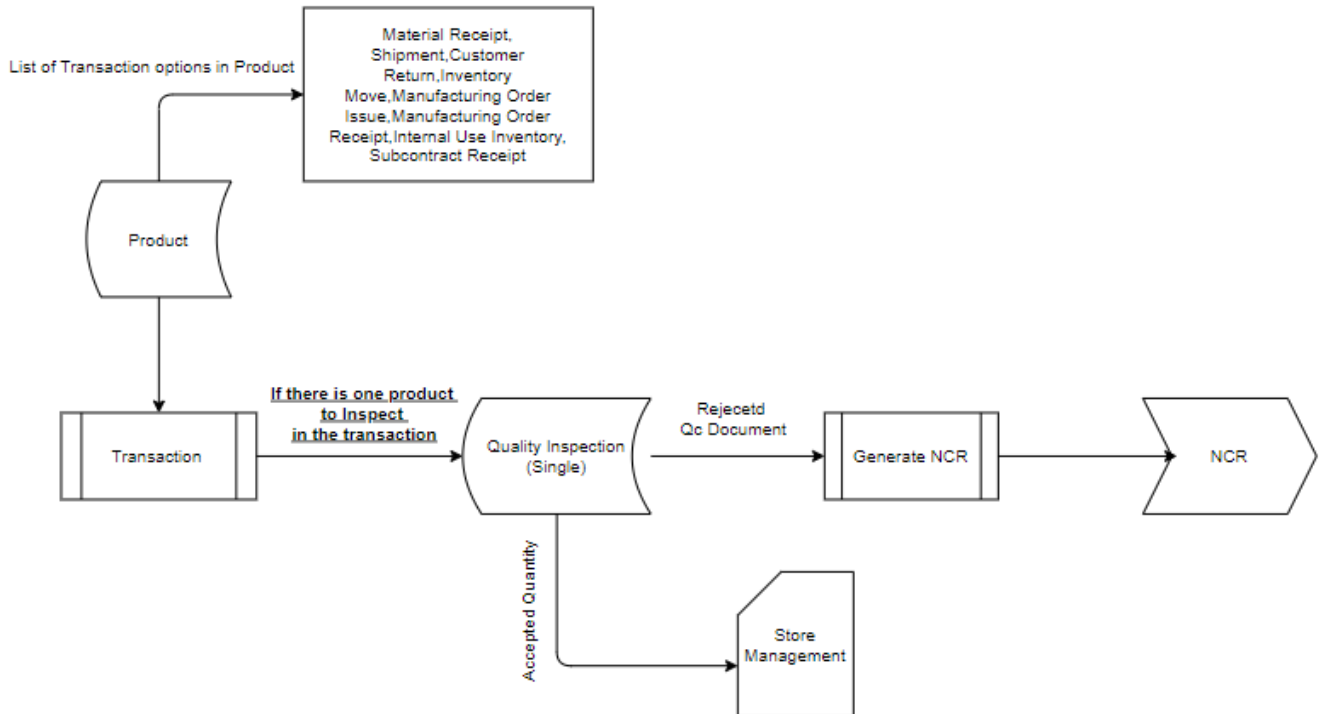 List of Transaction options in Product
Material Receipt,
Shipment,Customer
Return,Inventory
Move,Manufacturing Order
Issue,Manufacturing Order
Receipt,Internal Use Inventory,
Subcontract Receipt
Product
Transaction
If there is one product
to Inspect
in the transaction
Quality Inspection
(Single)
Rejecetd
Qc Document
Generate NCR
NCR
Accepted Quantity
Store
Management